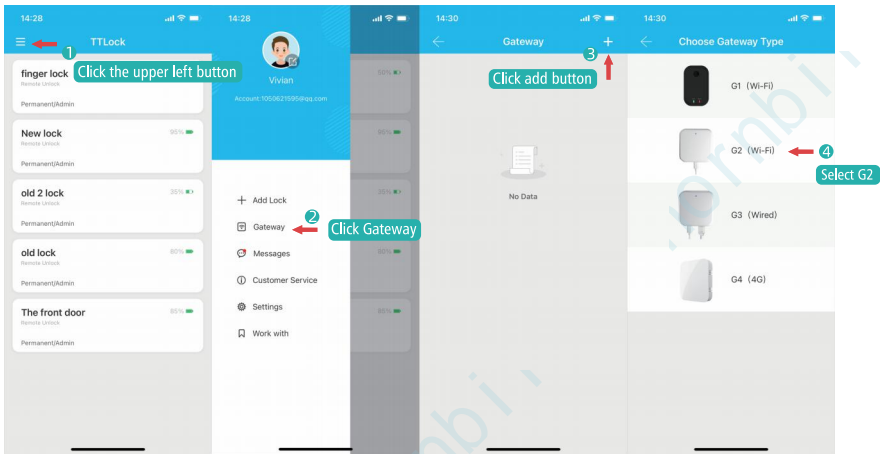 14:28
TTLock
1
Click the upper left button
finger lock
Remote Unlock
Permanent/Admin
New lock
95%
Remote Unlock
Permanent/Admin
old 2 lock
35%
Remote Unlock
Permanent/Admin
old lock
60%
Remote Unlock
Permanent/Admin
The front door
85%
Remote Unlock
Permanent/Admin
14:28
Vivian
Account:1050621595@qq.com
Add Lock
Gateway
2
Click Gateway
Messages
Customer Service
Settings
Work with
14:30
Gateway
3
Click add button
No Data
14:30
Choose Gateway Type
G1 (Wi-Fi)
G2 (Wi-Fi)
4
Select G2
G3 (Wired)
G4 (4G)